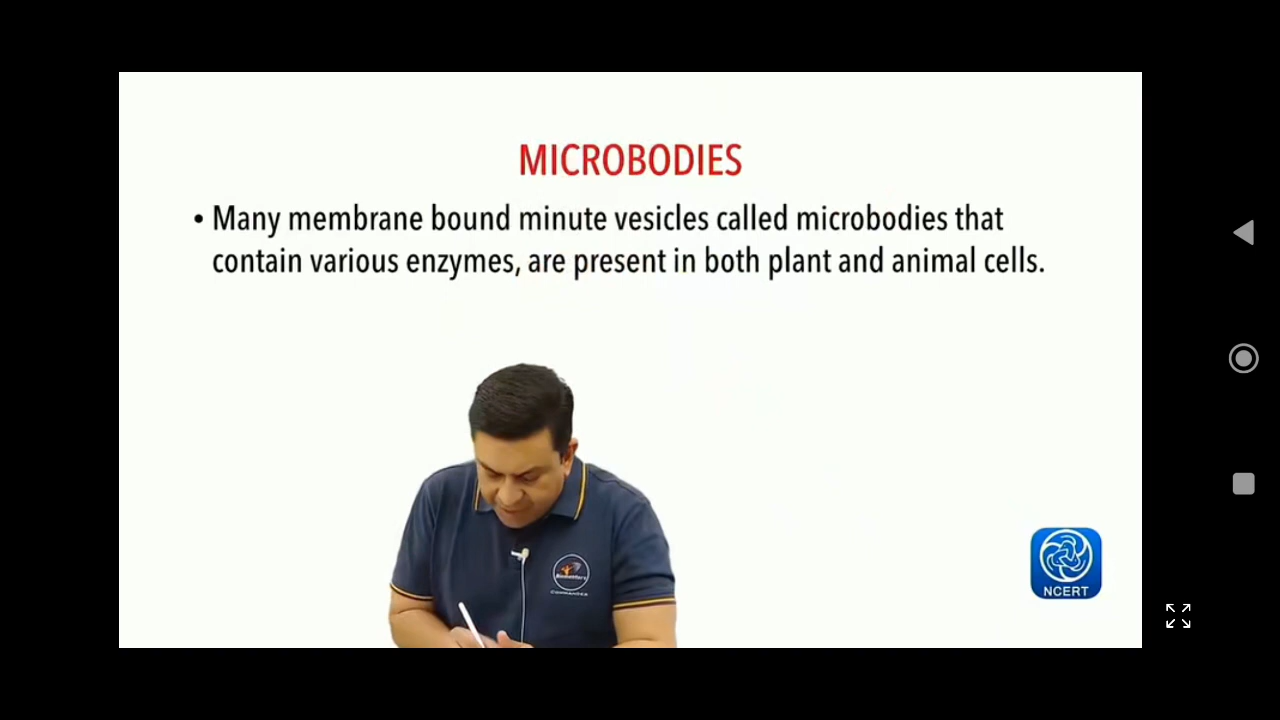 MICROBODIES
• Many membrane bound minute vesicles called microbodies that
contain various enzymes, are present in both plant and animal cells.
NCERT